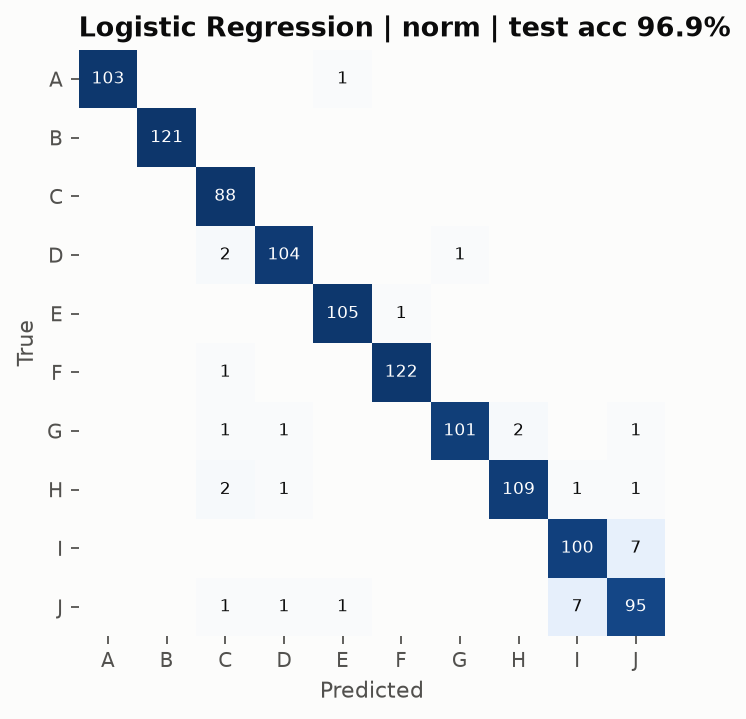 Logistic Regression | norm | test acc 96.9%
A 103 1
B 121
C 88
D 2 104 1
E 105 1
F 1 122
G 1 1 101 2 1
H 2 1 109 1 1
I 100 7
J 1 1 1 7 95
True
A B C D E F G H I J
Predicted